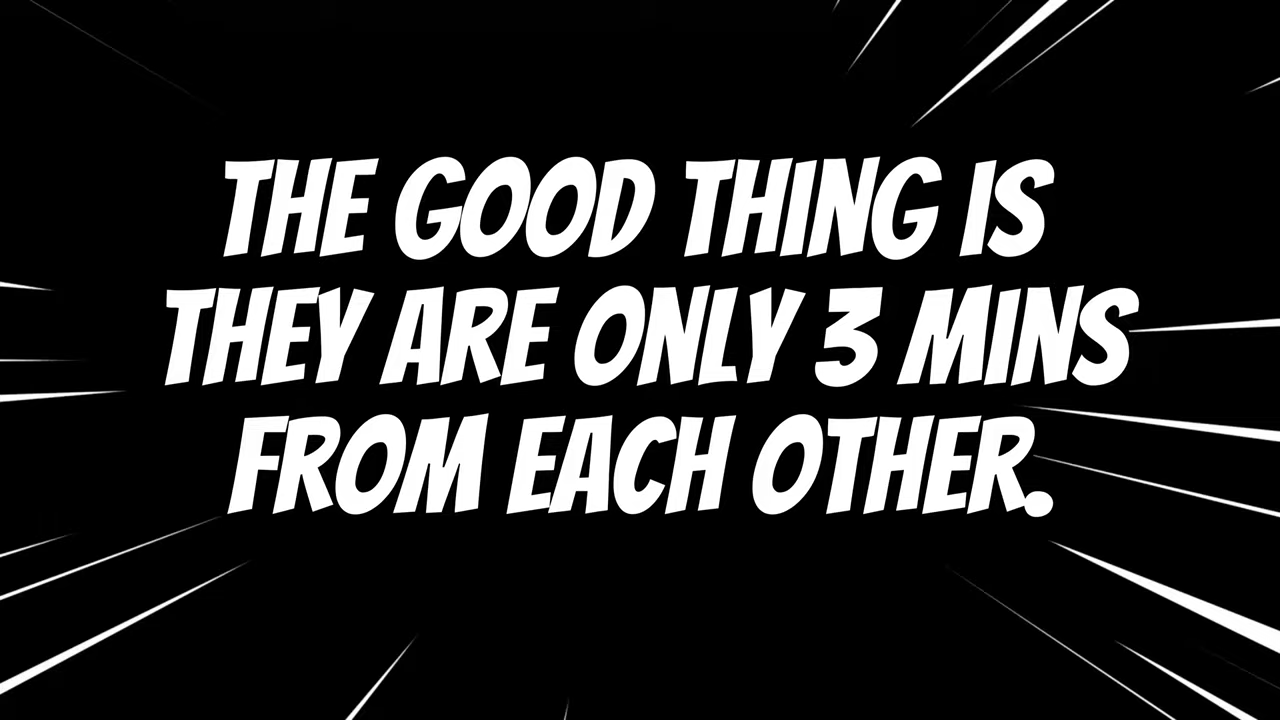 THE GOOD THING IS
THEY ARE ONLY 3 MINS
FROM EACH OTHER.